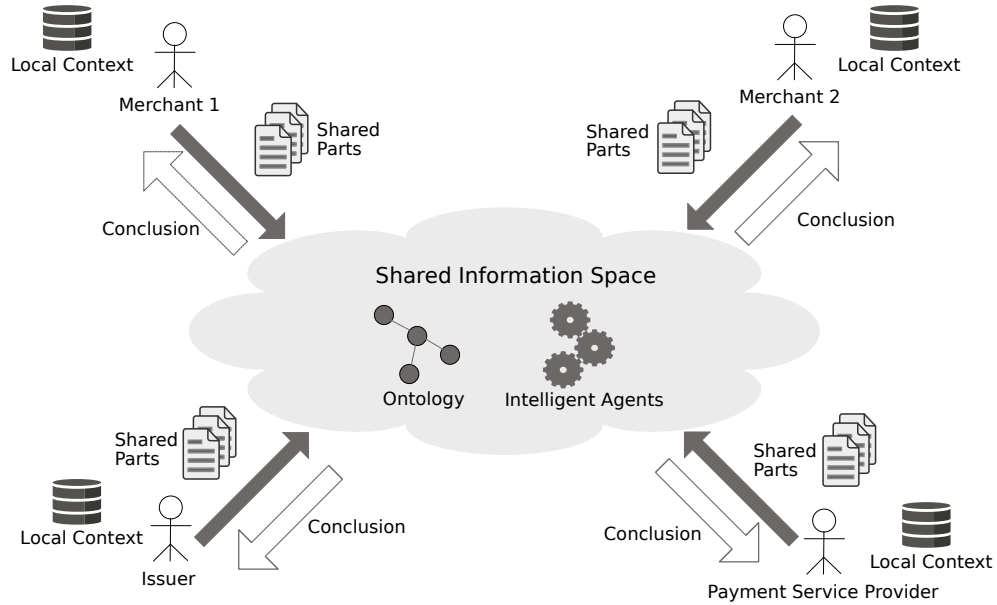 Local Context
Merchant 1
Shared
Parts
Conclusion
Merchant 2
Local Context
Shared
Parts
Conclusion
Shared Information Space
Ontology
Intelligent Agents
Shared
Parts
Local Context
Issuer
Conclusion
Shared
Parts
Conclusion
Local Context
Payment Service Provider